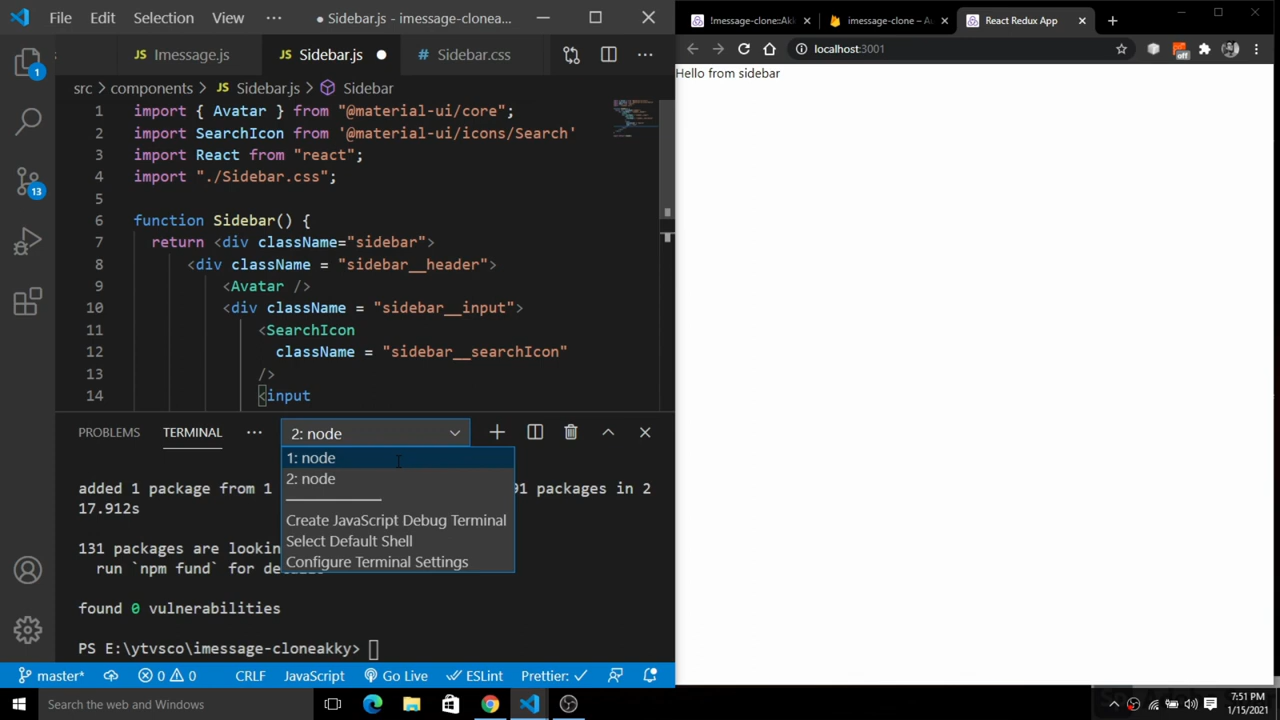 File Edit Selection View ··· ● Sidebar.js - imessage-clonea...
Imessage.js Sidebar.js ● Sidebar.css
src > components > Sidebar.js > Sidebar
1 import { Avatar } from "@material-ui/core";
2 import SearchIcon from '@material-ui/icons/Search'
3 import React from "react";
4 import "./Sidebar.css";
5
6 function Sidebar() {
7 return <div className="sidebar">
8 <div className = "sidebar__header">
9 <Avatar />
10 <div className = "sidebar__input">
11 <SearchIcon
12 className = "sidebar__searchIcon"
13 />
14 <input
PROBLEMS TERMINAL ··· 2: node
1: node
2: node
Create JavaScript Debug Terminal
Select Default Shell
Configure Terminal Settings
added 1 package from 1 91 packages in 2
17.912s
131 packages are lookin
run `npm fund` for de
found 0 vulnerabilities
PS E:\ytvsco\imessage-cloneakky>
master* 0 0 CRLF JavaScript Go Live ESLint Prettier: ✓
1
13
!message-clone::Akk
imessage-clone – A
React Redux App
localhost:3001
off
Hello from sidebar
Search the web and Windows
7:51 PM
1/15/2021